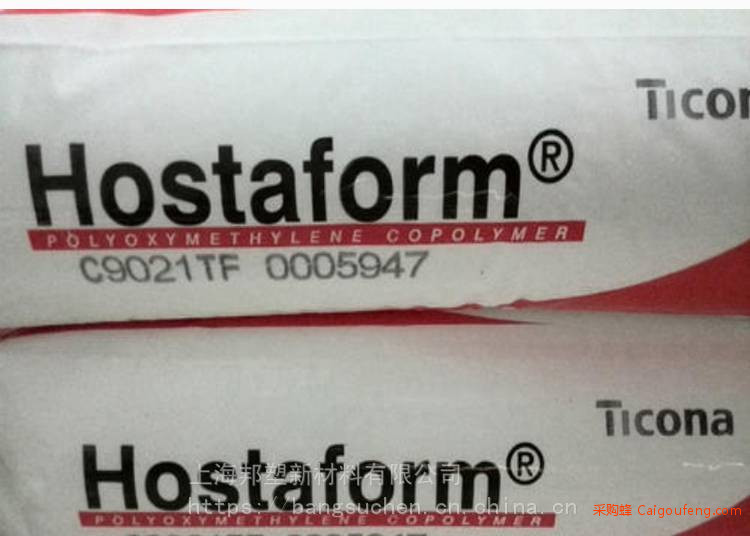 Ticon
Hostaform®
POLYOXYMETHYLENE COPOLYMER
C9021TF 0005947
Ticona
Hostaform®
上海邦塑新材料有限公司
https://bangsuchen.cn.china.cn
POLYOXYMETHYLENE COPOLYMER
采购蜂 Caigoufeng.com